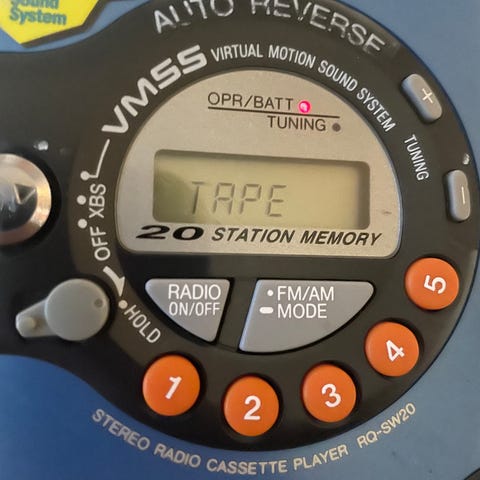 Sound
System
AUTO REVERSE
VMSS VIRTUAL MOTION SOUND SYSTEM
OPR/BATT
TUNING
+
TUNING
−
TAPE
XBS
OFF
20 STATION MEMORY
HOLD
RADIO
ON/OFF
FM/AM
MODE
5
4
3
2
1
STEREO RADIO CASSETTE PLAYER RQ-SW20